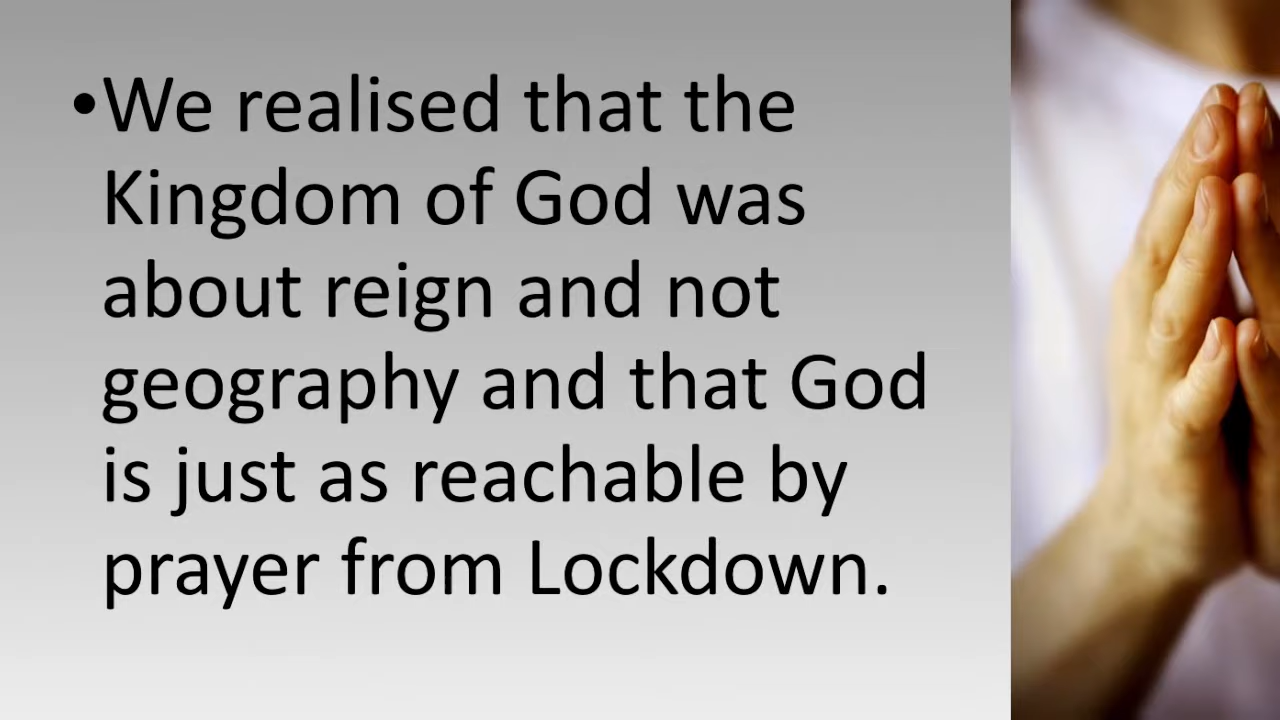 •We realised that the
Kingdom of God was
about reign and not
geography and that God
is just as reachable by
prayer from Lockdown.